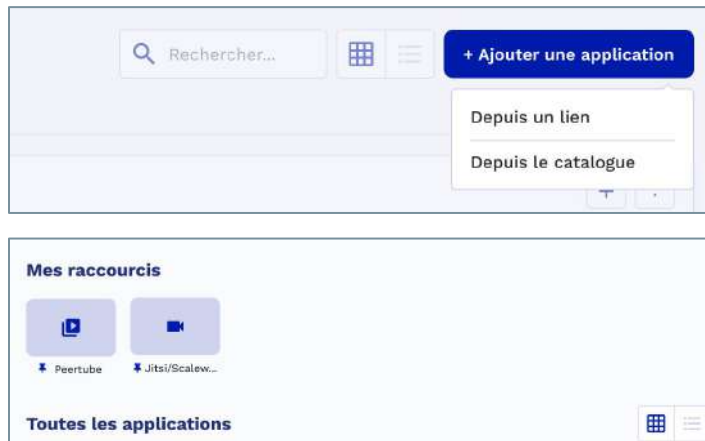 Rechercher...
+ Ajouter une application
Depuis un lien
Depuis le catalogue
Mes raccourcis
Peertube
Jitsi/Scalew...
Toutes les applications